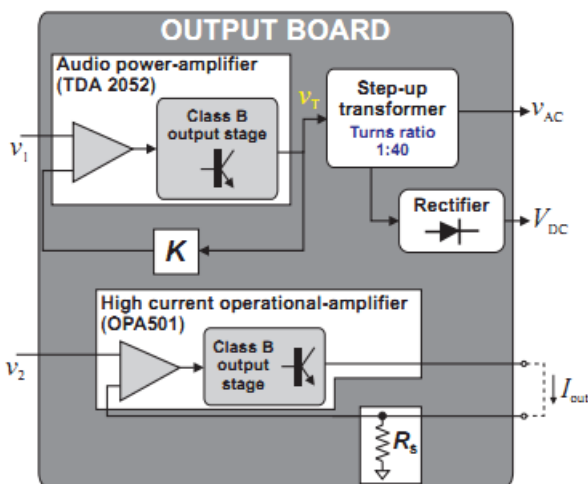 OUTPUT BOARD
Audio power-amplifier
(TDA 2052)
Class B
output stage
v1
vT
K
Step-up
transformer
Turns ratio
1:40
vAC
Rectifier
VDC
High current operational-amplifier
(OPA501)
Class B
output
stage
v2
Iout
Rs